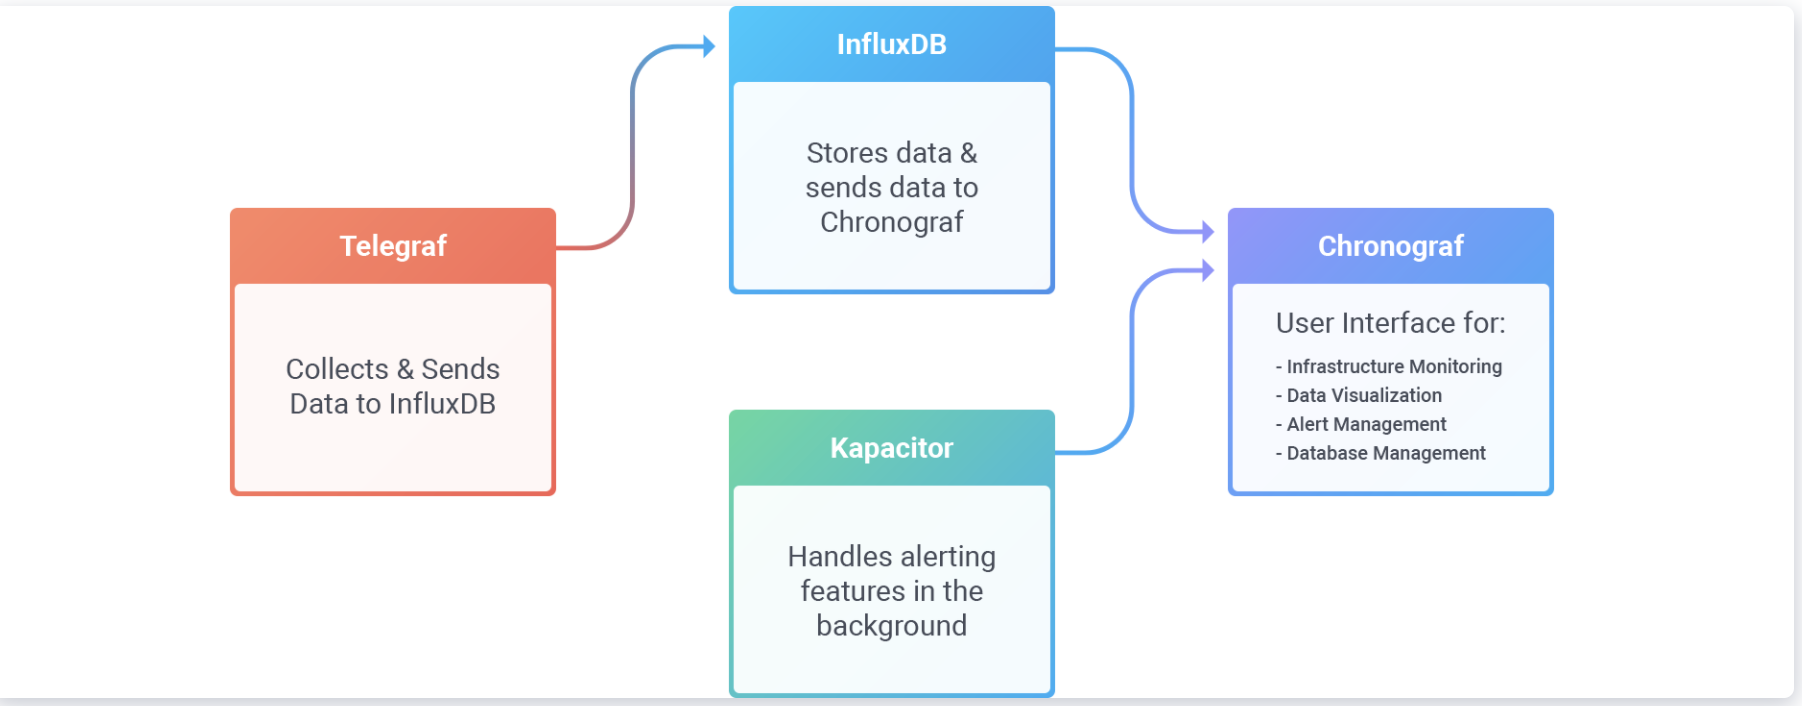 InfluxDB
Stores data &
sends data to
Chronograf
Telegraf
Collects & Sends
Data to InfluxDB
Chronograf
User Interface for:
- Infrastructure Monitoring
- Data Visualization
- Alert Management
- Database Management
Kapacitor
Handles alerting
features in the
background